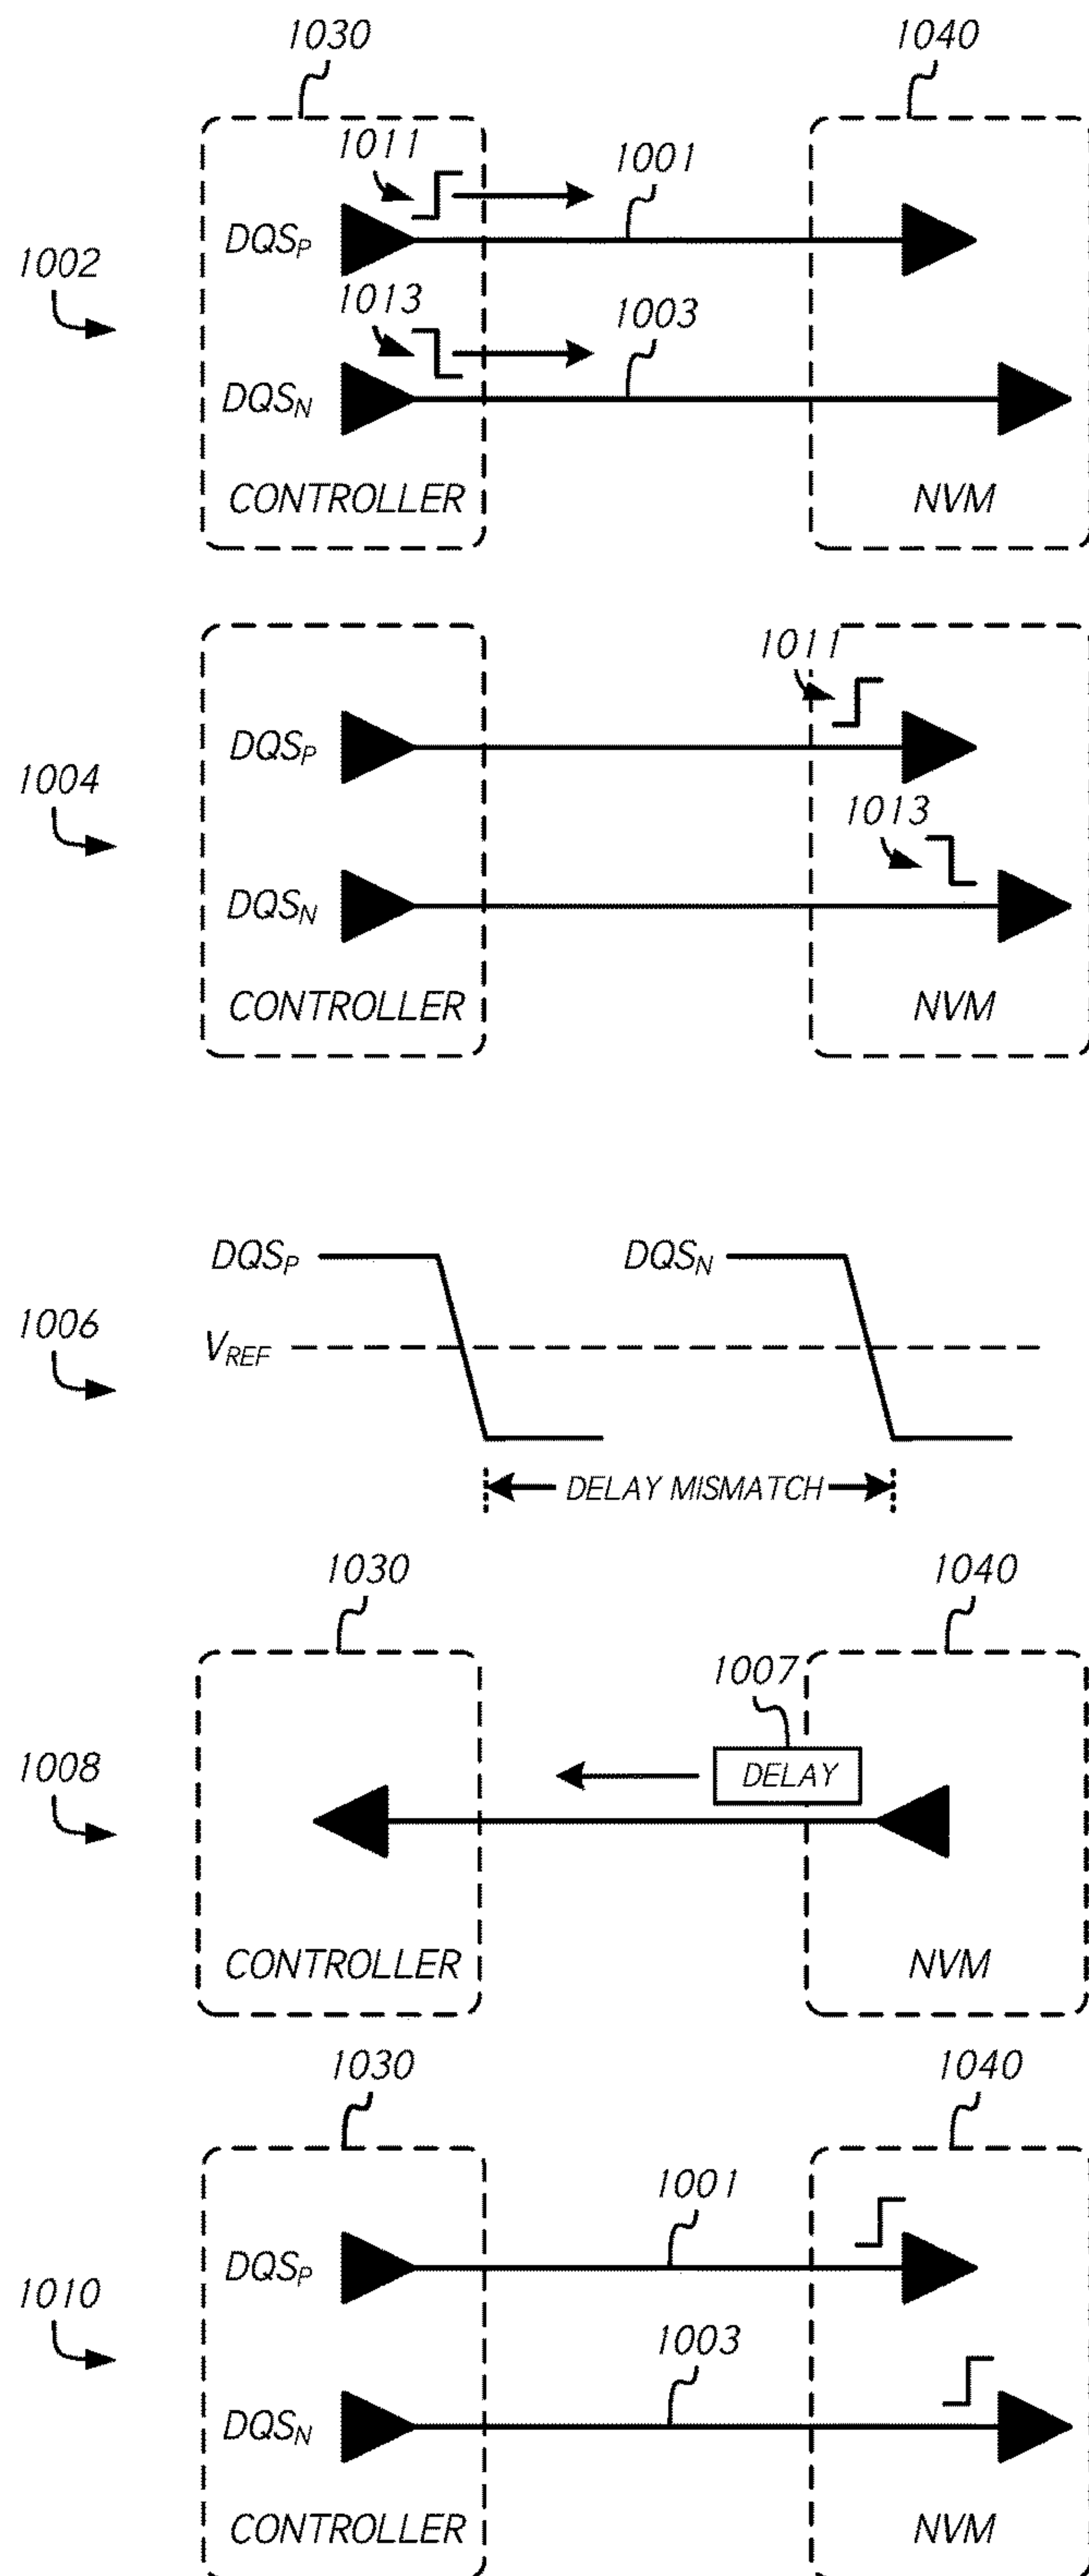 1030 1040
1011
1001
DQSP
1002
1013
1003
DQSN
CONTROLLER NVM
1011
DQSP
1004
1013
DQSN
CONTROLLER NVM
DQSP DQSN
1006
VREF
DELAY MISMATCH
1030 1040
1007
1008
DELAY
CONTROLLER NVM
1030 1040
1001
DQSP
1010
1003
DQSN
CONTROLLER NVM